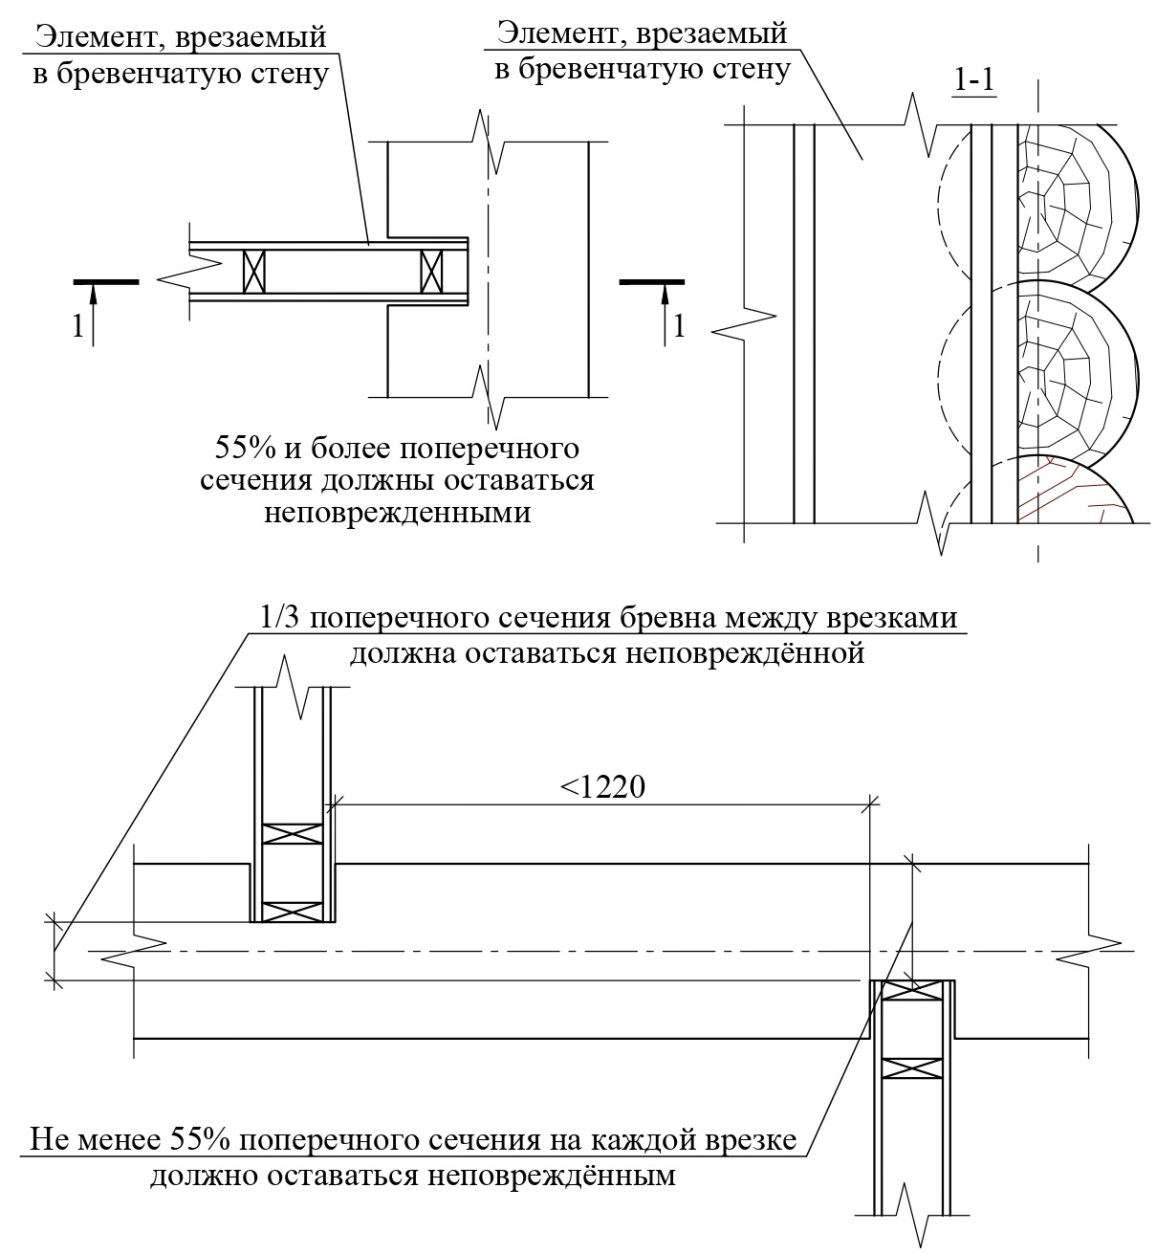 Элемент, врезаемый
в бревенчатую стену
Элемент, врезаемый
в бревенчатую стену
1-1
1
1
55% и более поперечного
сечения должны оставаться
неповрежденными
1/3 поперечного сечения бревна между врезками
должна оставаться неповреждённой
<1220
Не менее 55% поперечного сечения на каждой врезке
должно оставаться неповреждённым